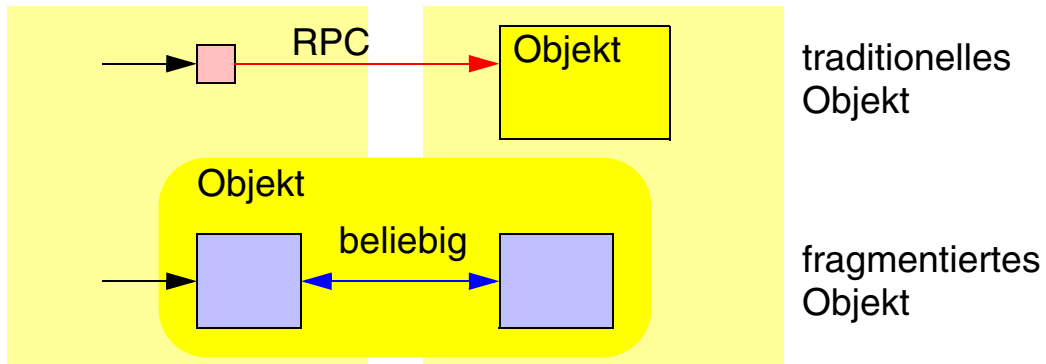 RPC
Objekt
traditionelles
Objekt
Objekt
beliebig
fragmentiertes
Objekt